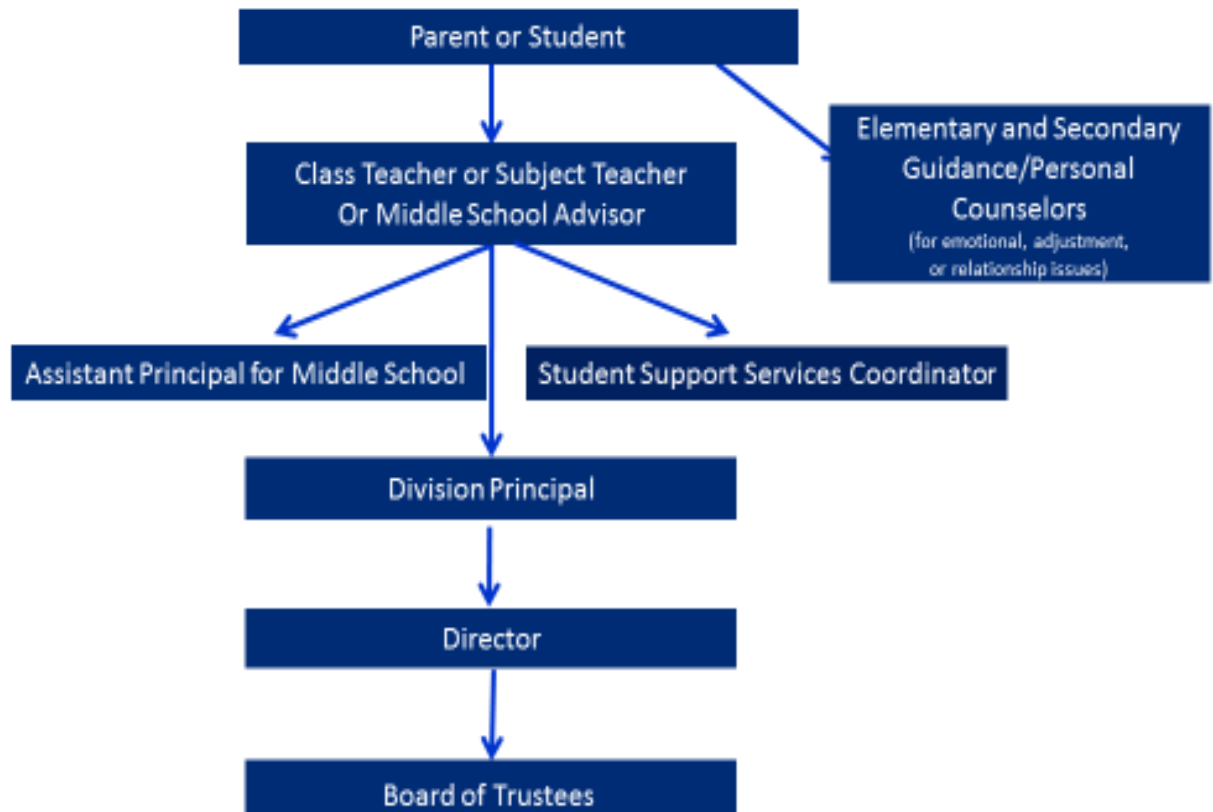 Parent or Student
Elementary and Secondary
Guidance/Personal
Counselors
(for emotional, adjustment,
or relationship issues)
Class Teacher or Subject Teacher
Or Middle School Advisor
Assistant Principal for Middle School
Student Support Services Coordinator
Division Principal
Director
Board of Trustees